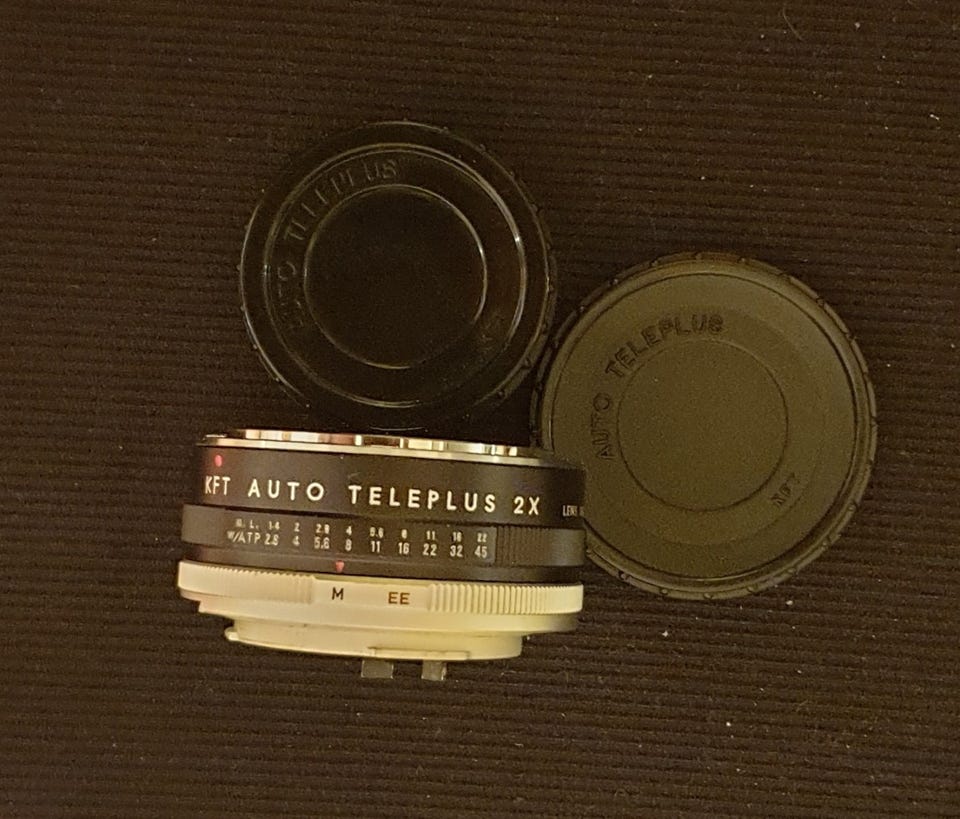 AUTO TELEPLUS
AUTO TELEPLUS
KFT AUTO TELEPLUS 2X LENS
M.L. 1.4 2 2.8 4 5.6 8 11 16 22
W/ATP 2.8 4 5.6 8 11 16 22 32 45
M EE